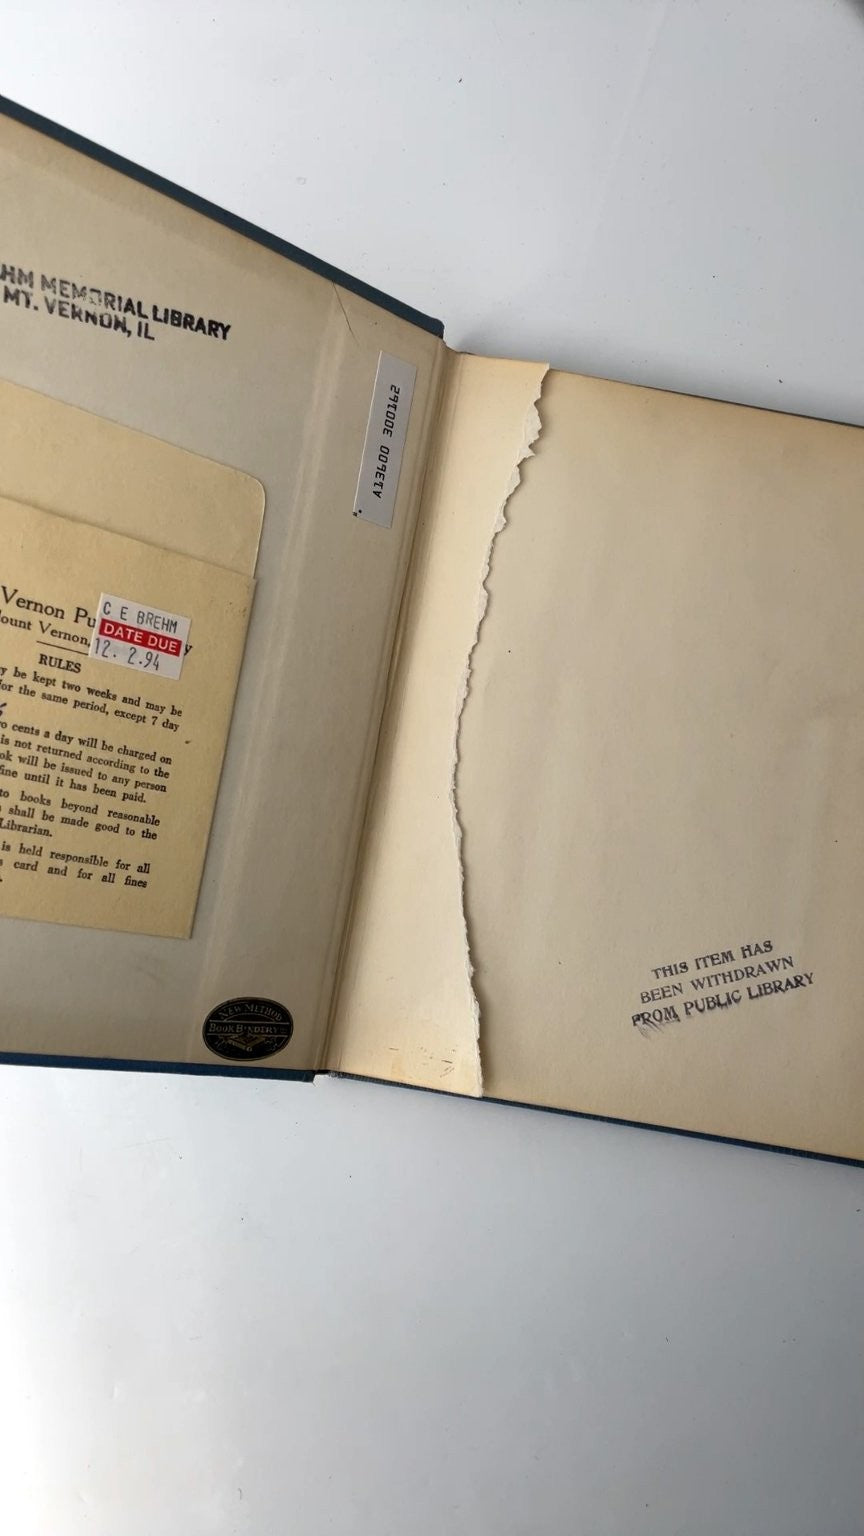 HM MEMORIAL LIBRARY
MT. VERNON, IL
A13600 300162
Vernon Pu
ount Vernon,
y
C E BREHM
DATE DUE
12. 2.94
RULES
y be kept two weeks and may be
for the same period, except 7 day
o cents a day will be charged on
is not returned according to the
ok will be issued to any person
fine until it has been paid.
to books beyond reasonable
shall be made good to the
Librarian.
is held responsible for all
s card and for all fines
NEW METHOD
BOOK BINDERY
THIS ITEM HAS
BEEN WITHDRAWN
FROM PUBLIC LIBRARY